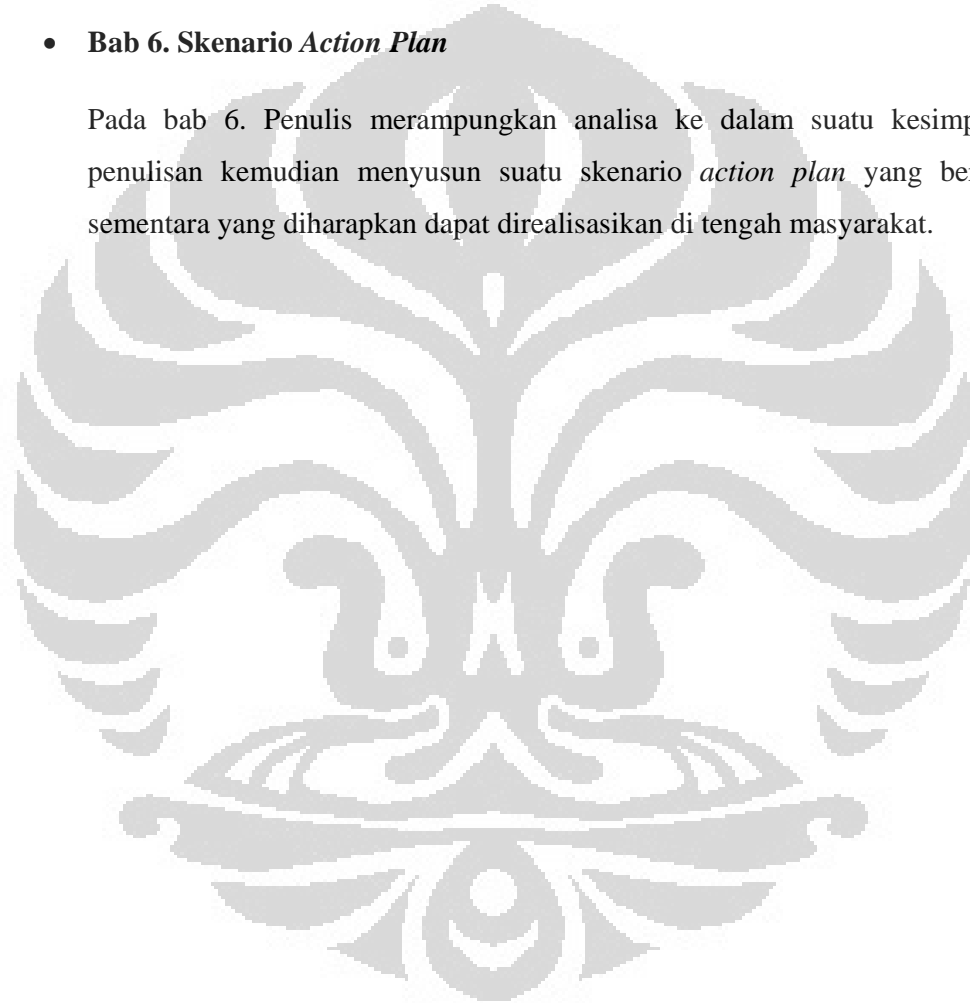 • Bab 6. Skenario Action Plan
Pada bab 6. Penulis merampungkan analisa ke dalam suatu
penulisan kemudian menyusun suatu skenario action plan yang
sementara yang diharapkan dapat direalisasikan di tengah masyarakat.